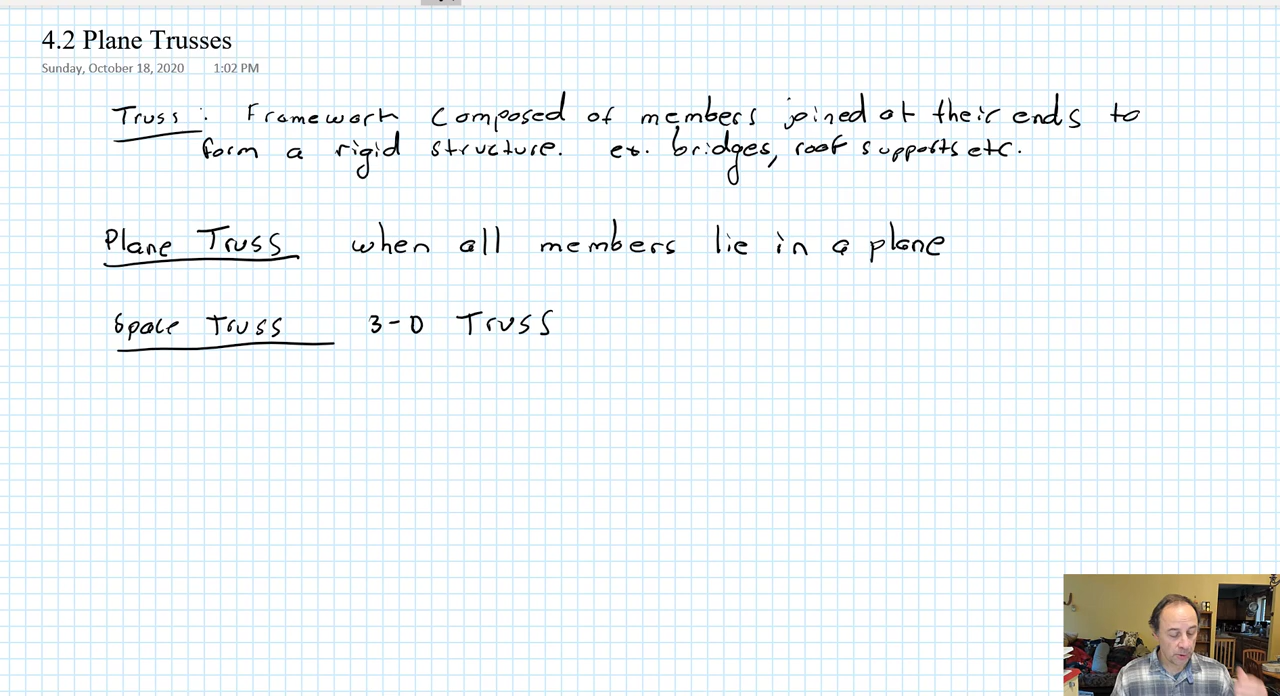 4.2 Plane Trusses
Sunday, October 18, 2020 1:02 PM
Truss: Framework composed of members joined at their ends to
form a rigid structure. ex. bridges, roof supports etc.
Plane Truss when all members lie in a plane
Space Truss 3-D Truss